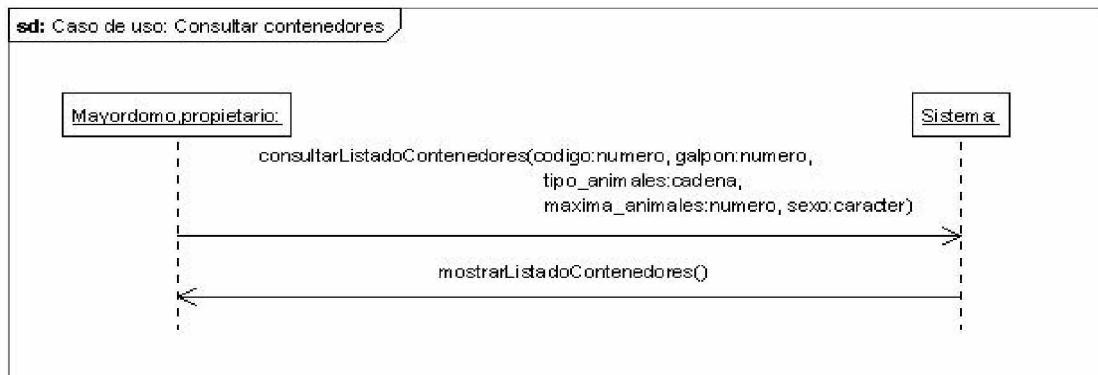 sd: Caso de uso: Consultar contenedores
Mayordomo,propietario:
Sistema:
consultarListadoContenedores(codigo:numero, galpon:numero,
tipo_animales:cadena,
maxima_animales:numero, sexo:caracter)
mostrarListadoContenedores()